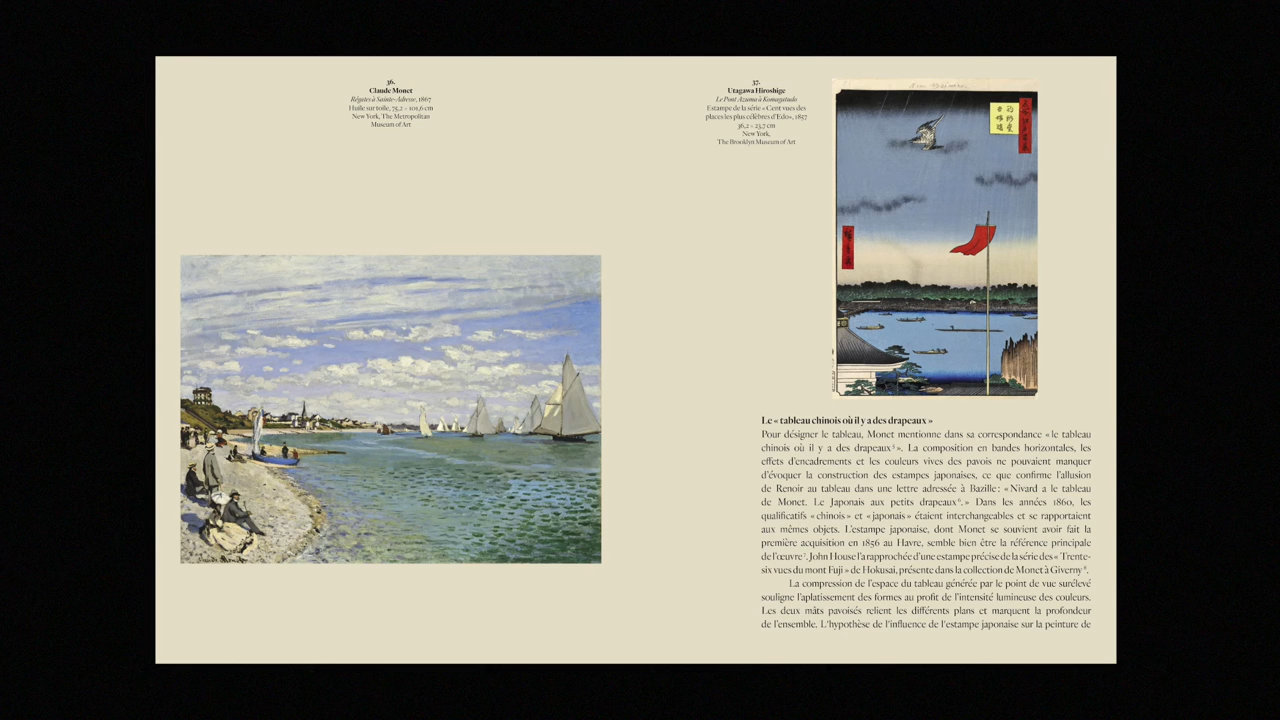 36.
Claude Monet
Régates à Sainte-Adresse, 1867
Huile sur toile, 75,2 × 101,6 cm
New York, The Metropolitan
Museum of Art
37.
Utagawa Hiroshige
Le Pont Azuma à Komagatudo
Estampe de la série « Cent vues des
places les plus célèbres d'Edo», 1857
36,2 × 23,7 cm
New York,
The Brooklyn Museum of Art
Le « tableau chinois où il y a des drapeaux »
Pour désigner le tableau, Monet mentionne dans sa correspondance « le tableau
chinois où il y a des drapeaux⁵ ». La composition en bandes horizontales, les
effets d'encadrements et les couleurs vives des pavois ne pouvaient manquer
d'évoquer la construction des estampes japonaises, ce que confirme l'allusion
de Renoir au tableau dans une lettre adressée à Bazille : « Nivard a le tableau
de Monet. Le Japonais aux petits drapeaux⁶. » Dans les années 1860, les
qualificatifs « chinois » et « japonais » étaient interchangeables et se rapportaient
aux mêmes objets. L'estampe japonaise, dont Monet se souvient avoir fait la
première acquisition en 1856 au Havre, semble bien être la référence principale
de l'œuvre⁷. John House l'a rapprochée d'une estampe précise de la série des « Trente-
six vues du mont Fuji » de Hokusai, présente dans la collection de Monet à Giverny⁸.
La compression de l'espace du tableau générée par le point de vue surélevé
souligne l'aplatissement des formes au profit de l'intensité lumineuse des couleurs.
Les deux mâts pavoisés relient les différents plans et marquent la profondeur
de l'ensemble. L'hypothèse de l'influence de l'estampe japonaise sur la peinture de